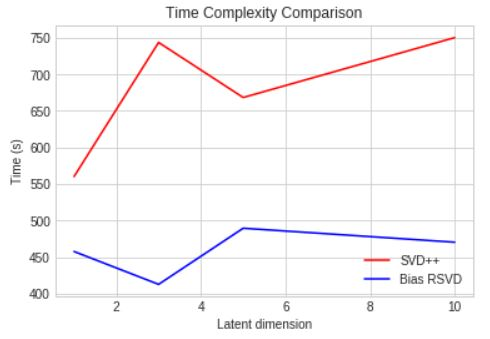 Time Complexity Comparison
Time (s)
750
700
650
600
550
500
450
400
SVD++
Bias RSVD
2 4 6 8 10
Latent dimension